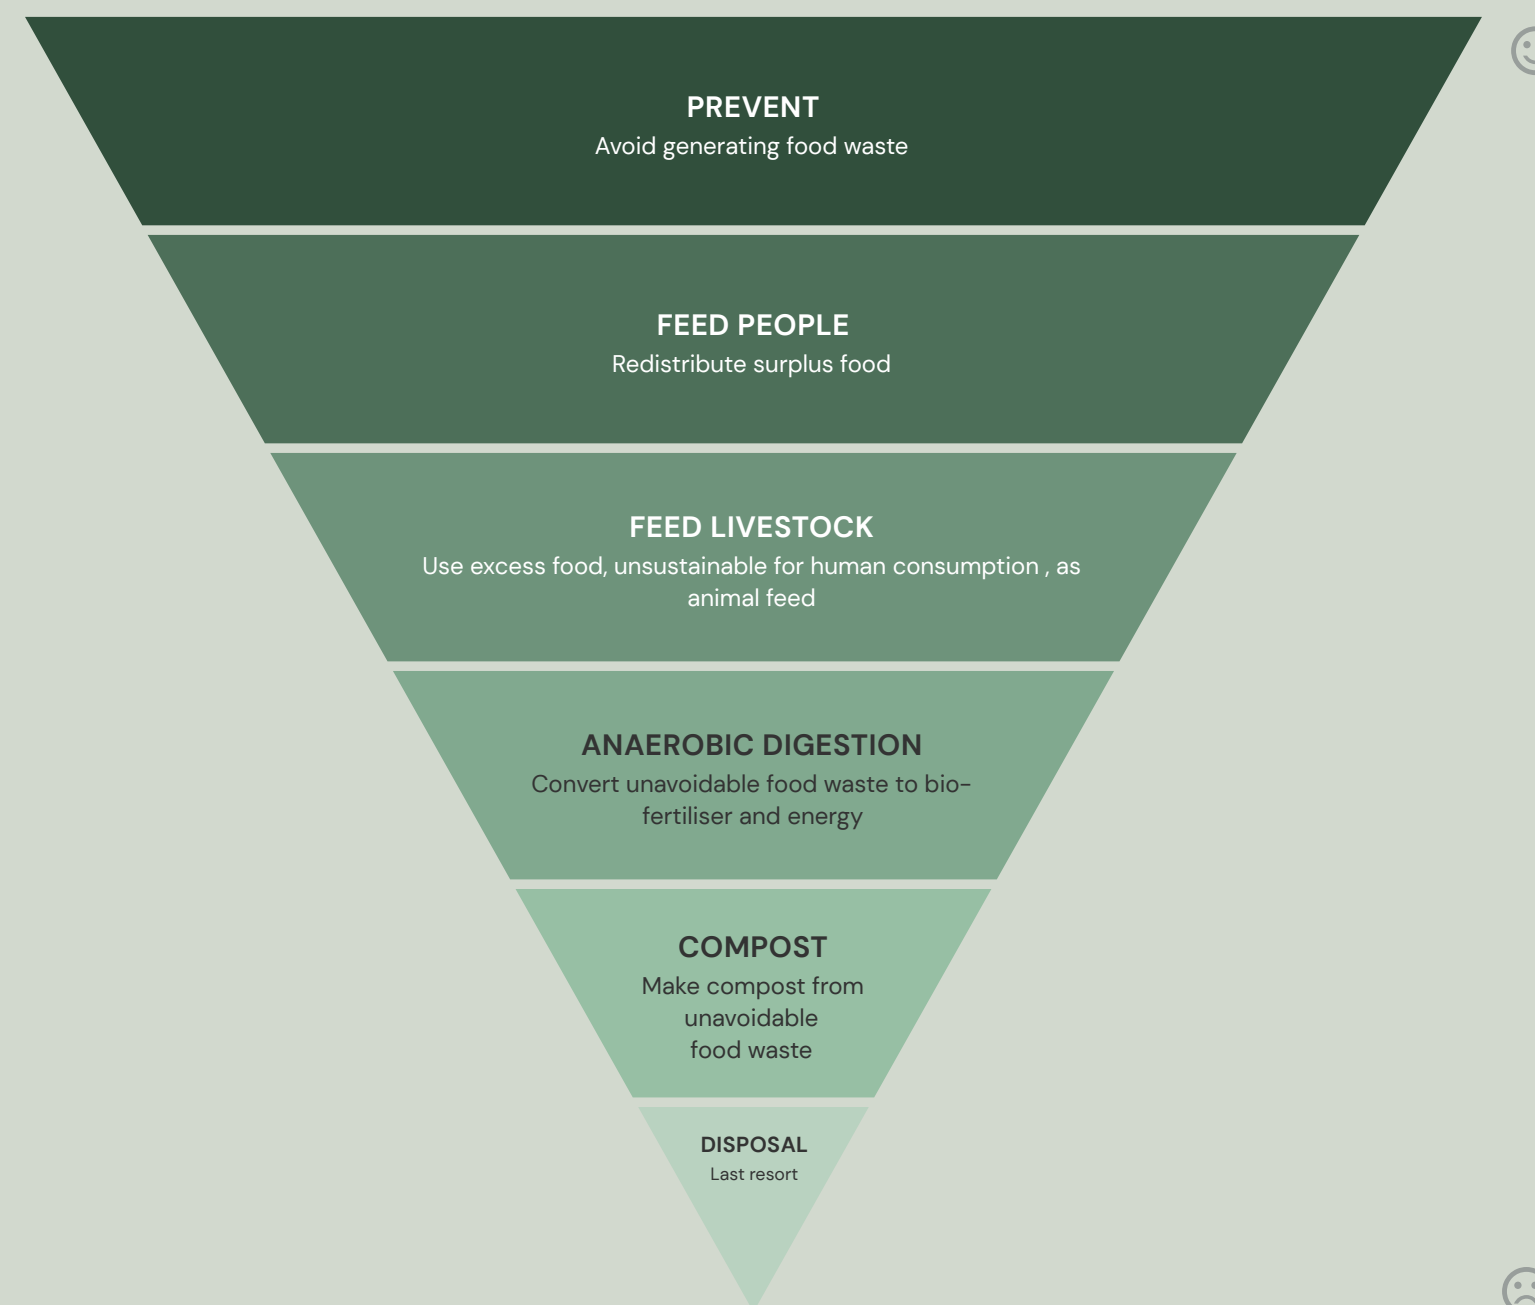 PREVENT
Avoid generating food waste
FEED PEOPLE
Redistribute surplus food
FEED LIVESTOCK
Use excess food, unsustainable for human consumption , as
animal feed
ANAEROBIC DIGESTION
Convert unavoidable food waste to bio-
fertiliser and energy
COMPOST
Make compost from
unavoidable
food waste
DISPOSAL
Last resort